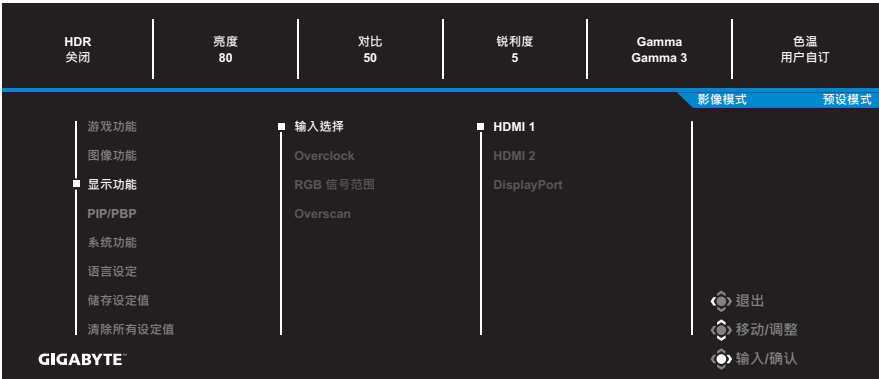 HDR 亮度 对比 锐利度 Gamma 色温
关闭 80 50 5 Gamma 3 用户自订
影像模式 预设模式
游戏功能 输入选择 HDMI 1
图像功能 Overclock HDMI 2
显示功能 RGB 信号范围 DisplayPort
PIP/PBP Overscan
系统功能
语言设定
储存设定值 退出
清除所有设定值 移动/调整
GIGABYTE™ 输入/确认